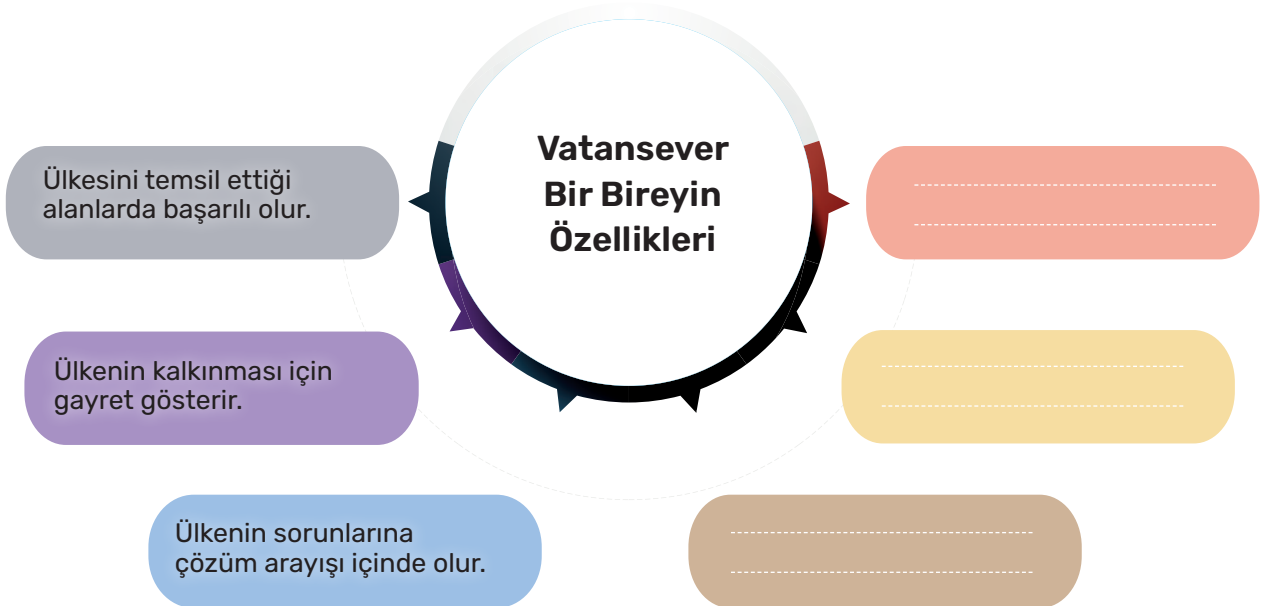 Vatansever
Bir Bireyin
Özellikleri
Ülkesini temsil ettiği
alanlarda başarılı olur.
Ülkenin kalkınması için
gayret gösterir.
Ülkenin sorunlarına
çözüm arayışı içinde olur.